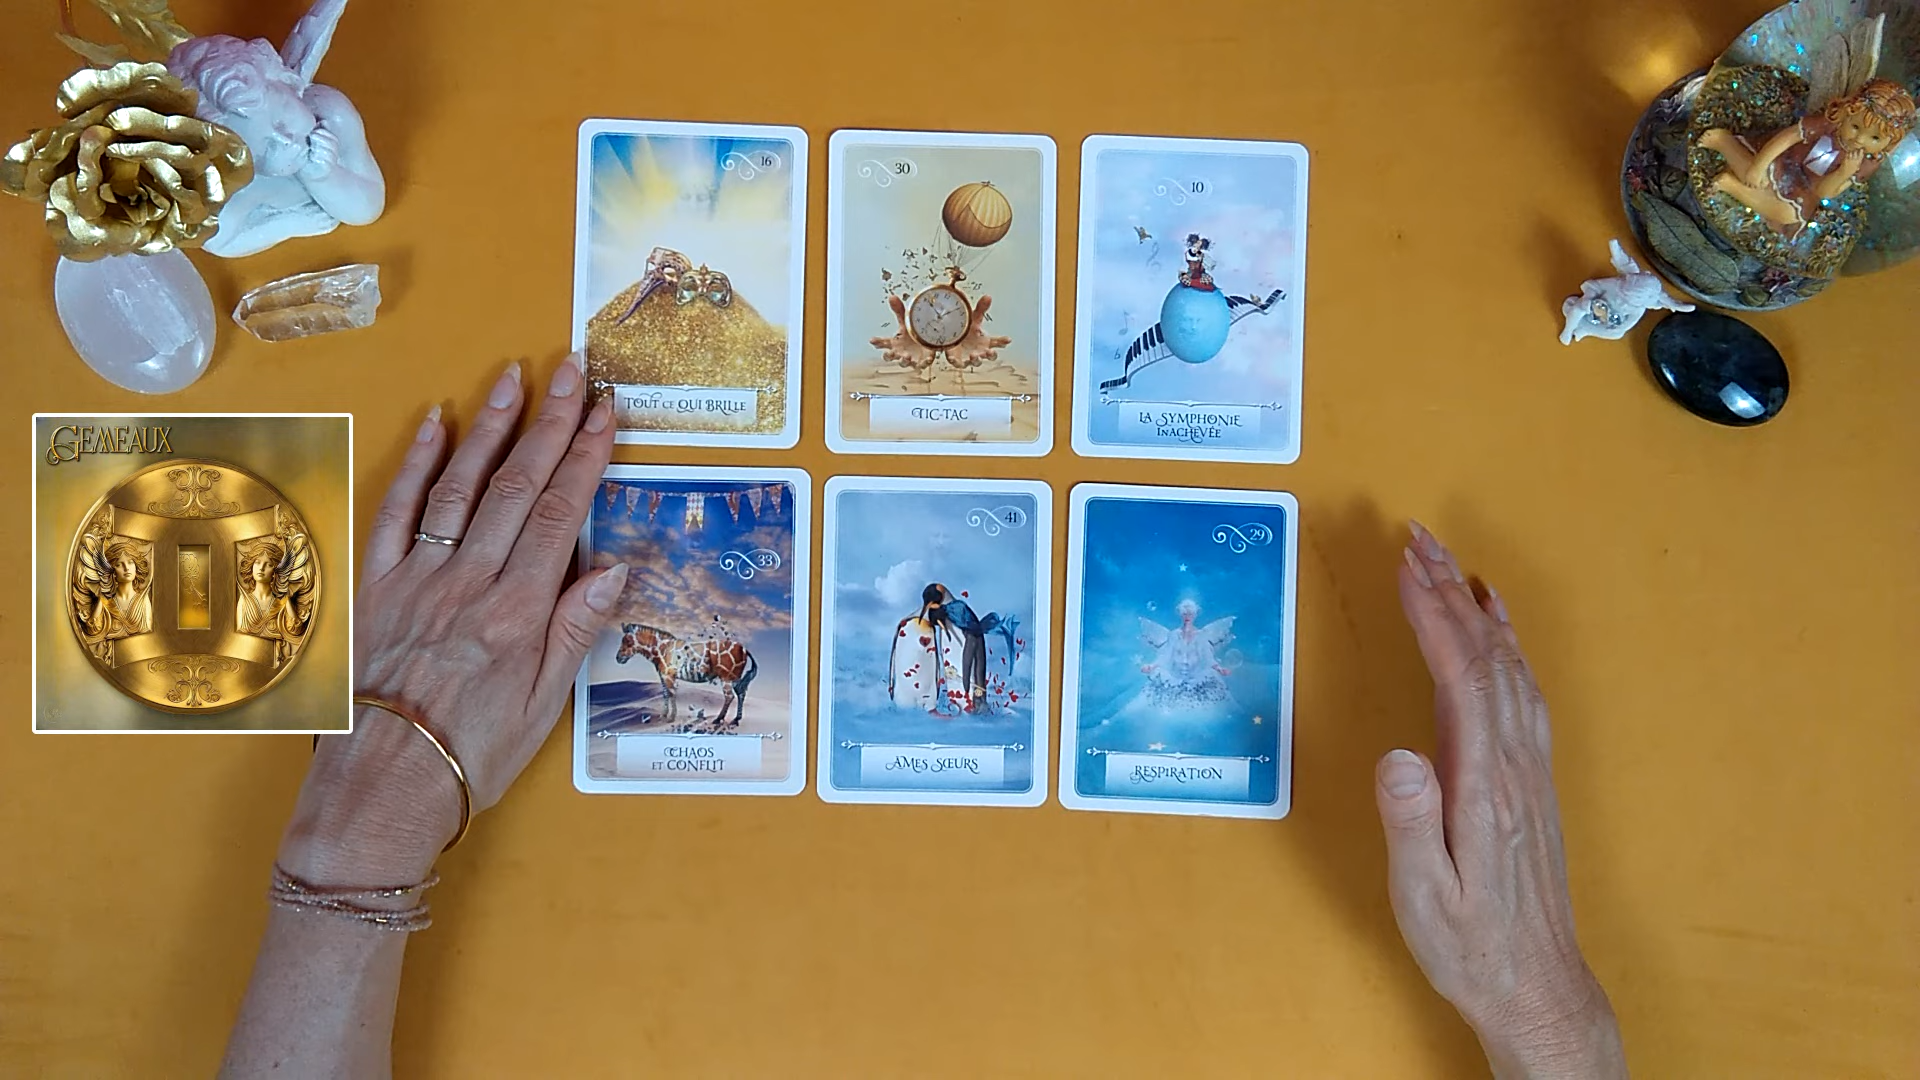 16
TOUT CE QUI BRILLE
30
TIC-TAC
10
LA SYMPHONIE
INACHEVÉE
GEMEAUX
33
CHAOS
ET CONFLIT
41
AMES SŒURS
29
RESPIRATION